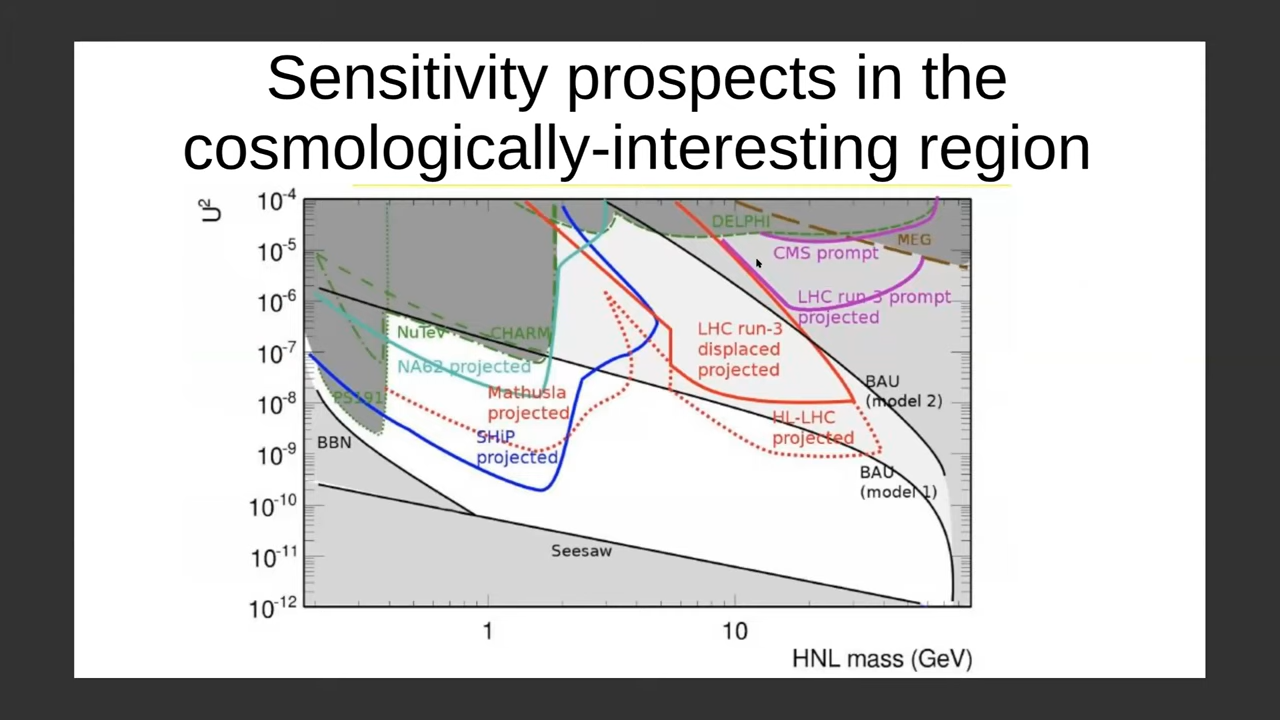 Sensitivity prospects in the
cosmologically-interesting region
U²
10⁻⁴
10⁻⁵
10⁻⁶
10⁻⁷
10⁻⁸
10⁻⁹
10⁻¹⁰
10⁻¹¹
10⁻¹²
DELPHI
MEG
CMS prompt
LHC run-3 prompt
projected
NuTeV
CHARM
LHC run-3
displaced
projected
NA62 projected
PS191
Mathusla
projected
BAU
(model 2)
HL-LHC
projected
SHiP
projected
BBN
BAU
(model 1)
Seesaw
1
10
HNL mass (GeV)